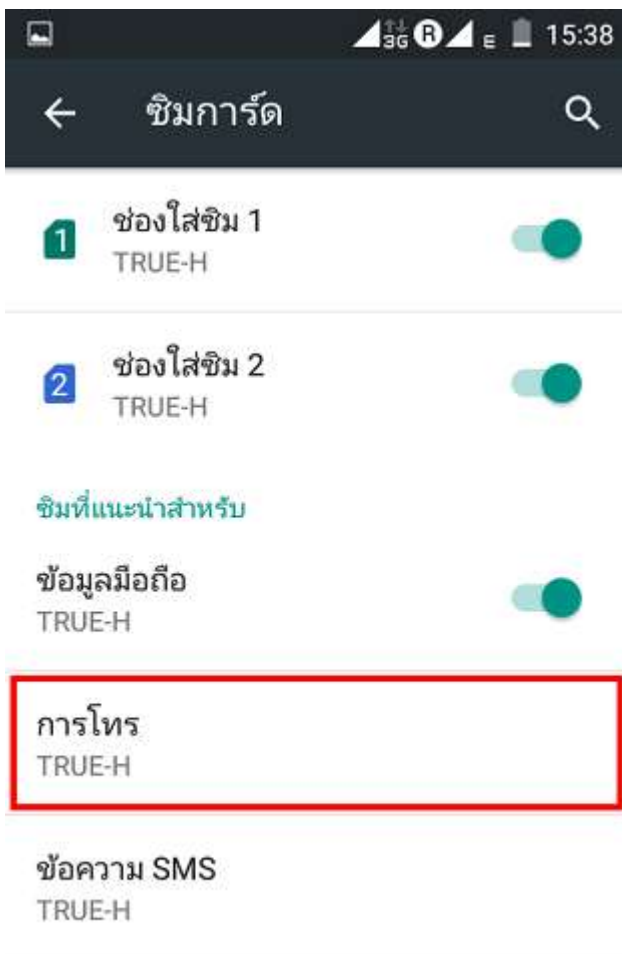 3G R E 15:38
ซิมการ์ด
1 ช่องใส่ซิม 1
TRUE-H
2 ช่องใส่ซิม 2
TRUE-H
ซิมที่แนะนำสำหรับ
ข้อมูลมือถือ
TRUE-H
การโทร
TRUE-H
ข้อความ SMS
TRUE-H